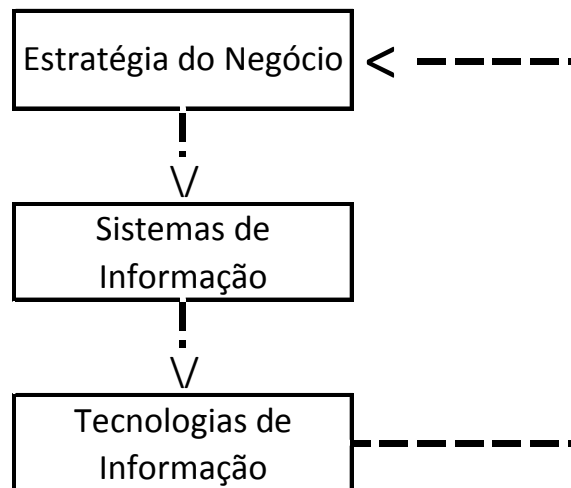 Estratégia do Negócio
Sistemas de
Informação
Tecnologias de
Informação